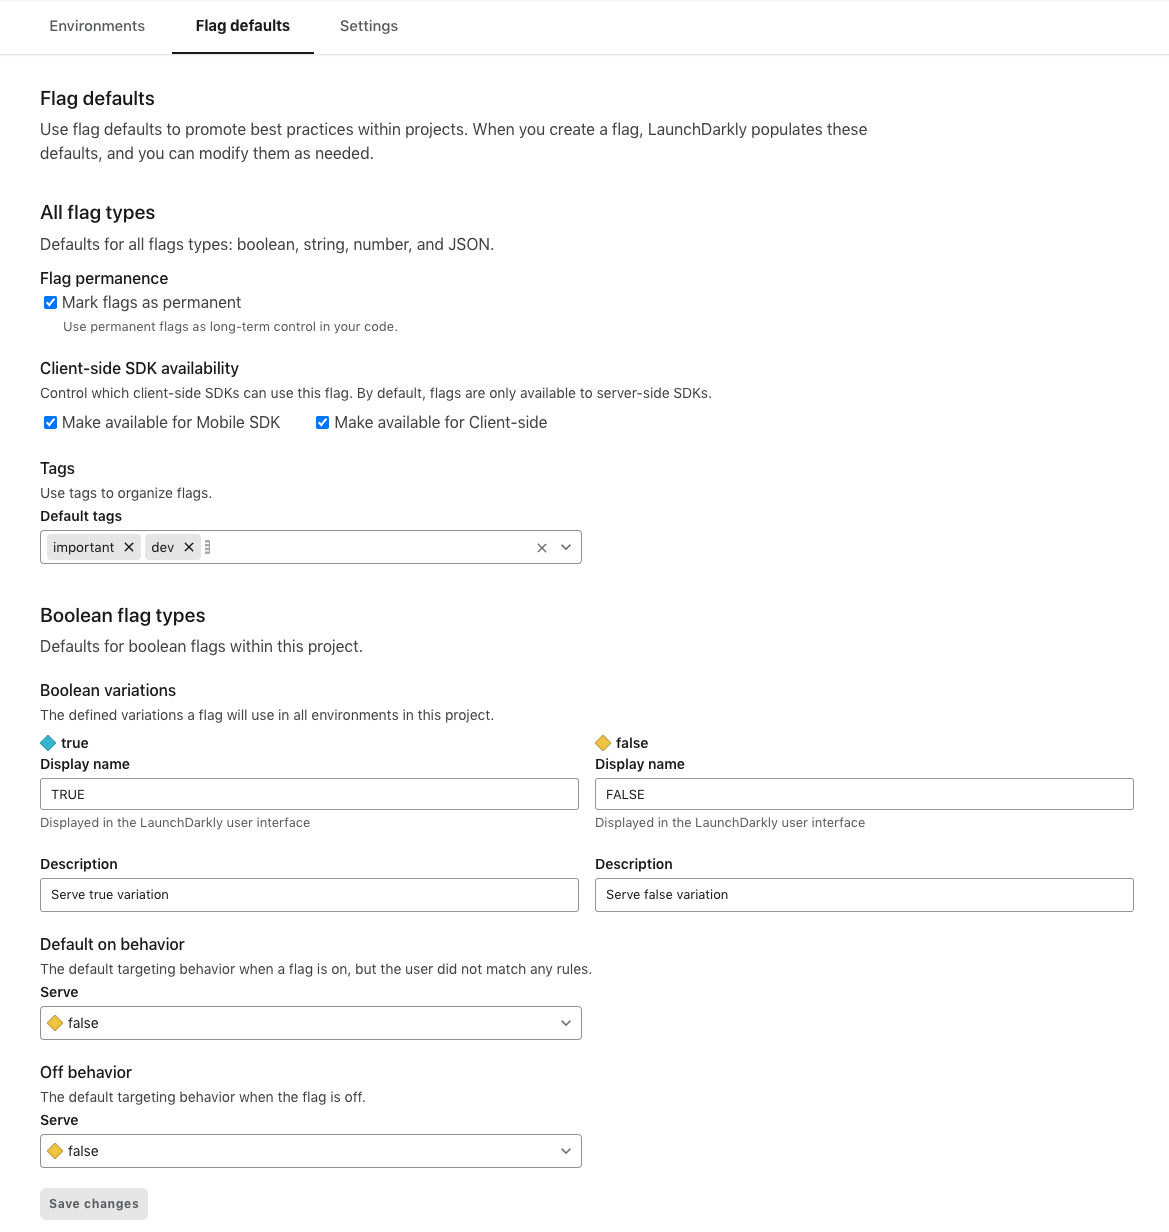 Environments Flag defaults Settings
Flag defaults
Use flag defaults to promote best practices within projects. When you create a flag, LaunchDarkly populates these
defaults, and you can modify them as needed.
All flag types
Defaults for all flags types: boolean, string, number, and JSON.
Flag permanence
Mark flags as permanent
Use permanent flags as long-term control in your code.
Client-side SDK availability
Control which client-side SDKs can use this flag. By default, flags are only available to server-side SDKs.
Make available for Mobile SDK Make available for Client-side
Tags
Use tags to organize flags.
Default tags
important dev
Boolean flag types
Defaults for boolean flags within this project.
Boolean variations
The defined variations a flag will use in all environments in this project.
true false
Display name Display name
TRUE FALSE
Displayed in the LaunchDarkly user interface Displayed in the LaunchDarkly user interface
Description Description
Serve true variation Serve false variation
Default on behavior
The default targeting behavior when a flag is on, but the user did not match any rules.
Serve
false
Off behavior
The default targeting behavior when the flag is off.
Serve
false
Save changes